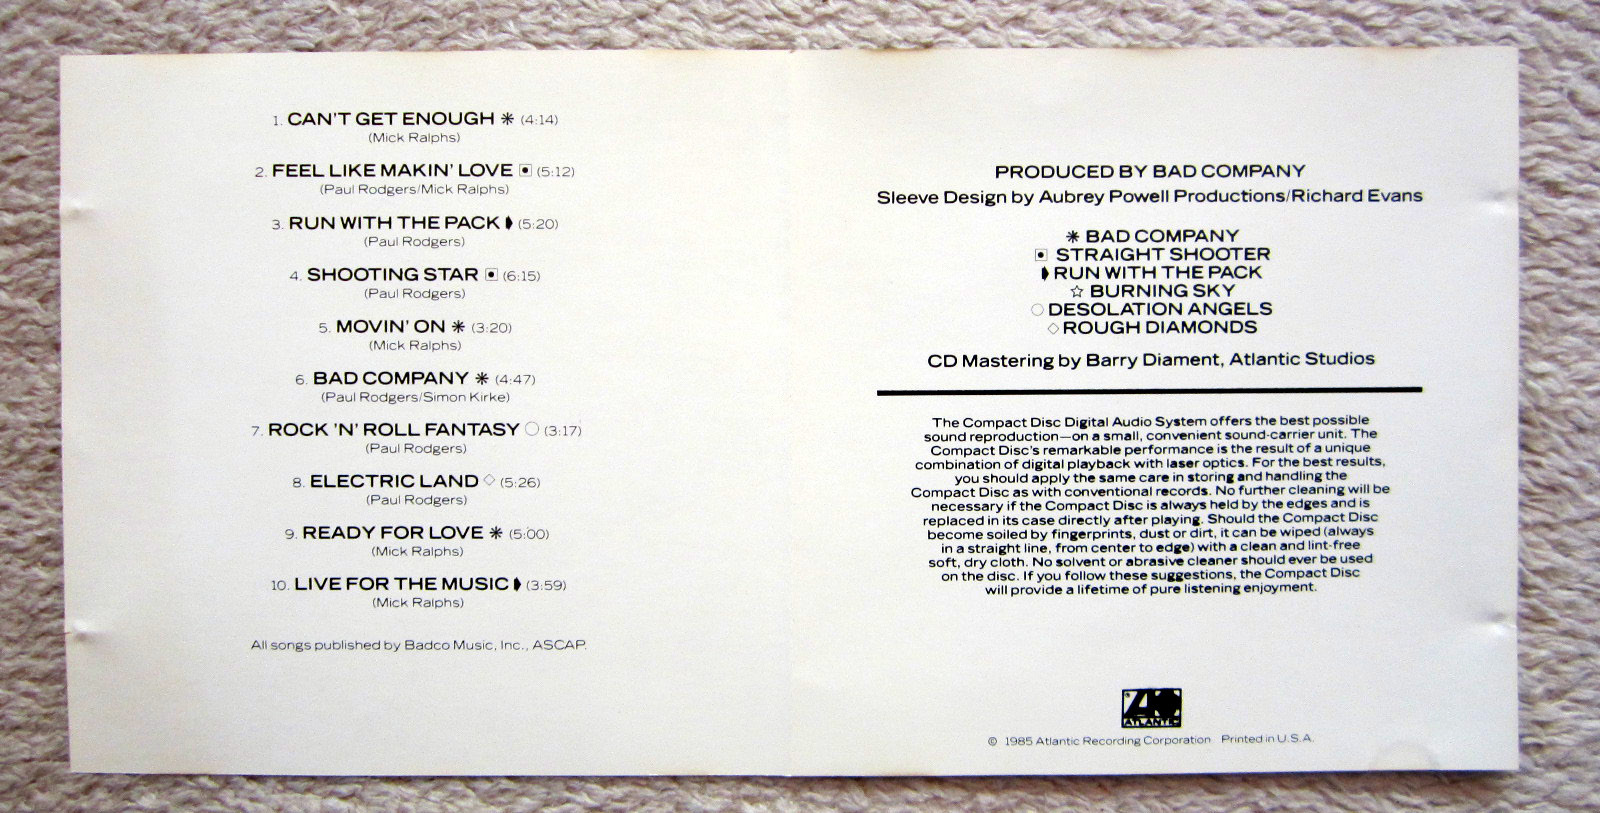 1. CAN'T GET ENOUGH ✳ (4:14)
(Mick Ralphs)
2. FEEL LIKE MAKIN' LOVE ▣ (5:12)
(Paul Rodgers/Mick Ralphs)
3. RUN WITH THE PACK ◗ (5:20)
(Paul Rodgers)
4. SHOOTING STAR ▣ (6:15)
(Paul Rodgers)
5. MOVIN' ON ✳ (3:20)
(Mick Ralphs)
6. BAD COMPANY ✳ (4:47)
(Paul Rodgers/Simon Kirke)
7. ROCK 'N' ROLL FANTASY ○ (3:17)
(Paul Rodgers)
8. ELECTRIC LAND ◇ (5:26)
(Paul Rodgers)
9. READY FOR LOVE ✳ (5:00)
(Mick Ralphs)
10. LIVE FOR THE MUSIC ◗ (3:59)
(Mick Ralphs)
All songs published by Badco Music, Inc., ASCAP.
PRODUCED BY BAD COMPANY
Sleeve Design by Aubrey Powell Productions/Richard Evans
✳ BAD COMPANY
▣ STRAIGHT SHOOTER
◗ RUN WITH THE PACK
☆ BURNING SKY
○ DESOLATION ANGELS
◇ ROUGH DIAMONDS
CD Mastering by Barry Diament, Atlantic Studios
The Compact Disc Digital Audio System offers the best possible
sound reproduction—on a small, convenient sound-carrier unit. The
Compact Disc's remarkable performance is the result of a unique
combination of digital playback with laser optics. For the best results,
you should apply the same care in storing and handling the
Compact Disc as with conventional records. No further cleaning will be
necessary if the Compact Disc is always held by the edges and is
replaced in its case directly after playing. Should the Compact Disc
become soiled by fingerprints, dust or dirt, it can be wiped (always
in a straight line, from center to edge) with a clean and lint-free
soft, dry cloth. No solvent or abrasive cleaner should ever be used
on the disc. If you follow these suggestions, the Compact Disc
will provide a lifetime of pure listening enjoyment.
ATLANTIC
© 1985 Atlantic Recording Corporation Printed in U.S.A.